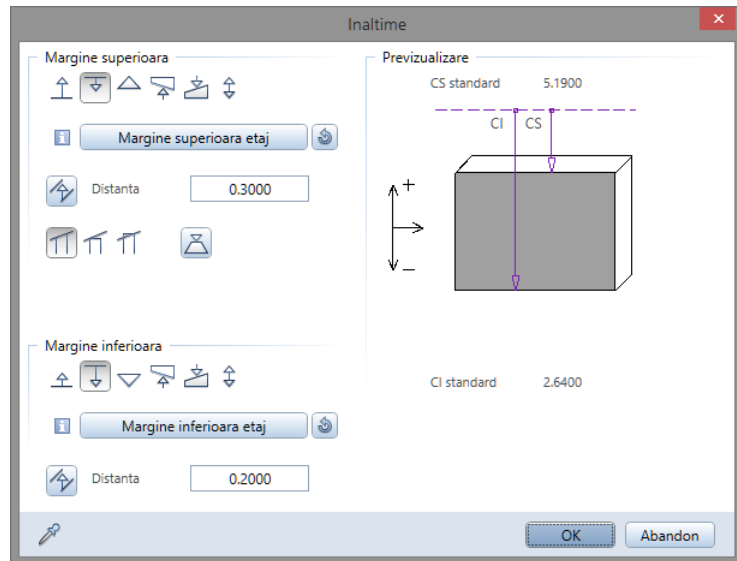 Inaltime
Margine superioara
Margine superioara etaj
Distanta 0.3000
Margine inferioara
Margine inferioara etaj
Distanta 0.2000
Previzualizare
CS standard 5.1900
CI CS
+
−
CI standard 2.6400
OK Abandon